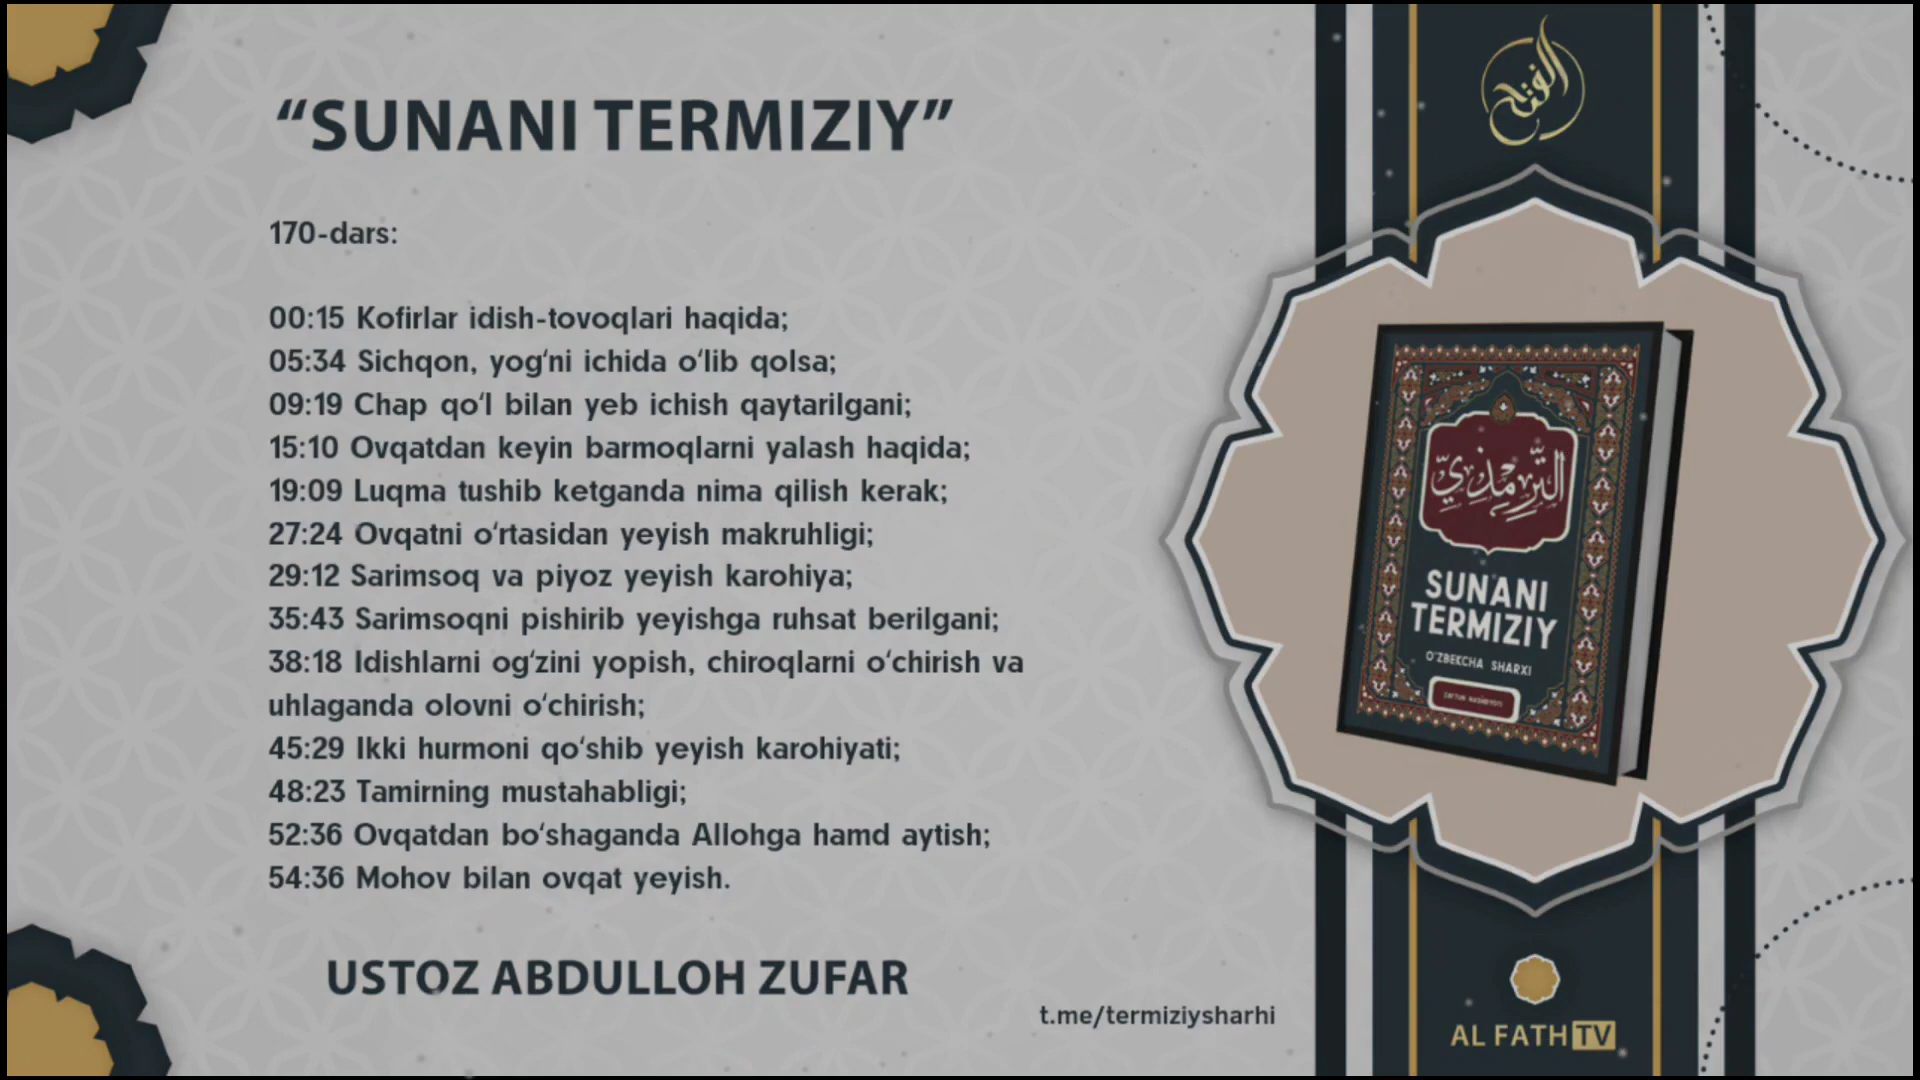 “SUNANI TERMIZIY”
170-dars:
00:15 Kofirlar idish-tovoqlari haqida;
05:34 Sichqon, yog‘ni ichida o‘lib qolsa;
09:19 Chap qo‘l bilan yeb ichish qaytarilgani;
15:10 Ovqatdan keyin barmoqlarni yalash haqida;
19:09 Luqma tushib ketganda nima qilish kerak;
27:24 Ovqatni o‘rtasidan yeyish makruhligi;
29:12 Sarimsoq va piyoz yeyish karohiya;
35:43 Sarimsoqni pishirib yeyishga ruhsat berilgani;
38:18 Idishlarni og‘zini yopish, chiroqlarni o‘chirish va
uhlaganda olovni o‘chirish;
45:29 Ikki hurmoni qo‘shib yeyish karohiyati;
48:23 Tamirning mustahabligi;
52:36 Ovqatdan bo‘shaganda Allohga hamd aytish;
54:36 Mohov bilan ovqat yeyish.
USTOZ ABDULLOH ZUFAR
t.me/termiziysharhi
الفتح
التِّرْمِذِيّ
SUNANI
TERMIZIY
O‘ZBEKCHA SHARXI
AL FATH TV